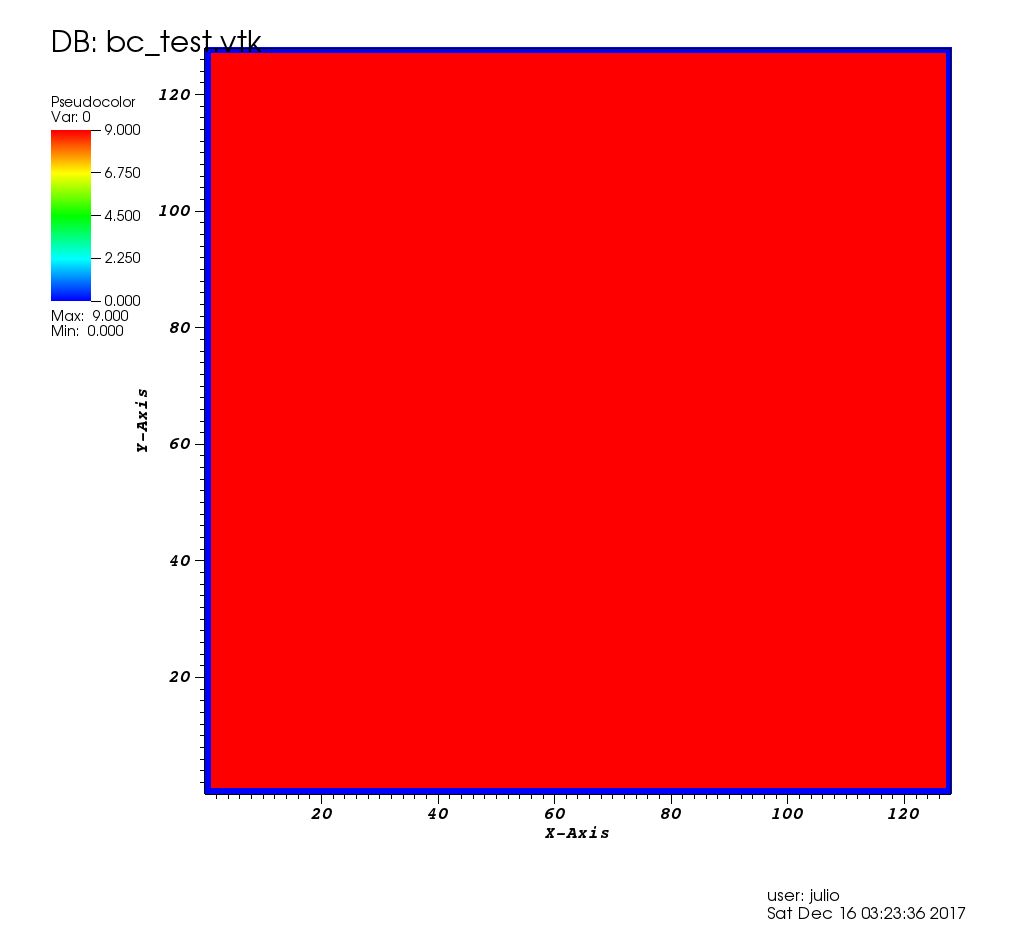 DB: bc_test.vtk
Pseudocolor
Var: 0
9.000
6.750
4.500
2.250
0.000
Max: 9.000
Min: 0.000
120
100
80
60
40
20
Y-Axis
20 40 60 80 100 120
X-Axis
user: julio
Sat Dec 16 03:23:36 2017